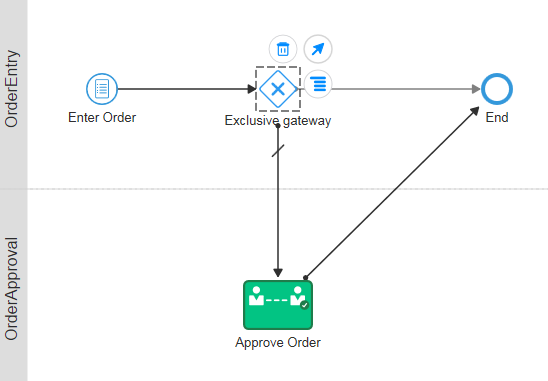 OrderEntry
Enter Order
Exclusive gateway
End
OrderApproval
Approve Order